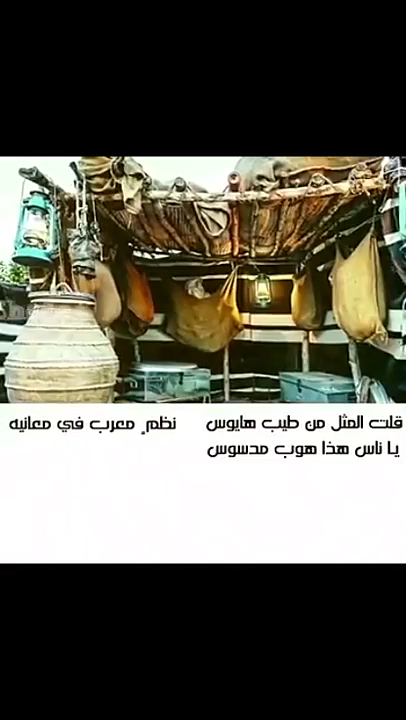 قلت المثل من طيب هايوس نظمٍ معرب في معانيه
يا ناس هذا هوب مدسوس